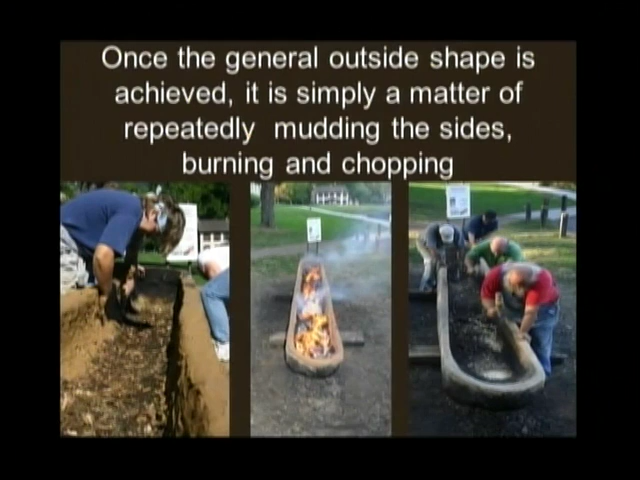 Once the general outside shape is
achieved, it is simply a matter of
repeatedly mudding the sides,
burning and chopping